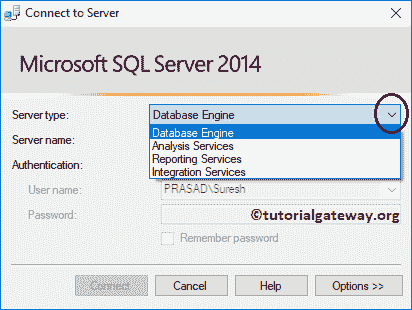 Connect to Server
Microsoft SQL Server 2014
Server type: Database Engine
Database Engine
Server name: Analysis Services
Reporting Services
Authentication: Integration Services
User name: PRASAD\Suresh
Password: ©tutorialgateway.org
Remember password
Connect Cancel Help Options >>